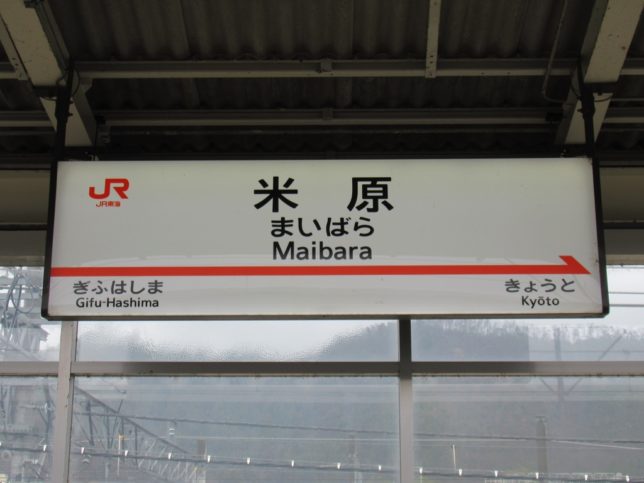 JR
JR東海
米原
まいばら
Maibara
ぎふはしま
Gifu-Hashima
きょうと
Kyōto